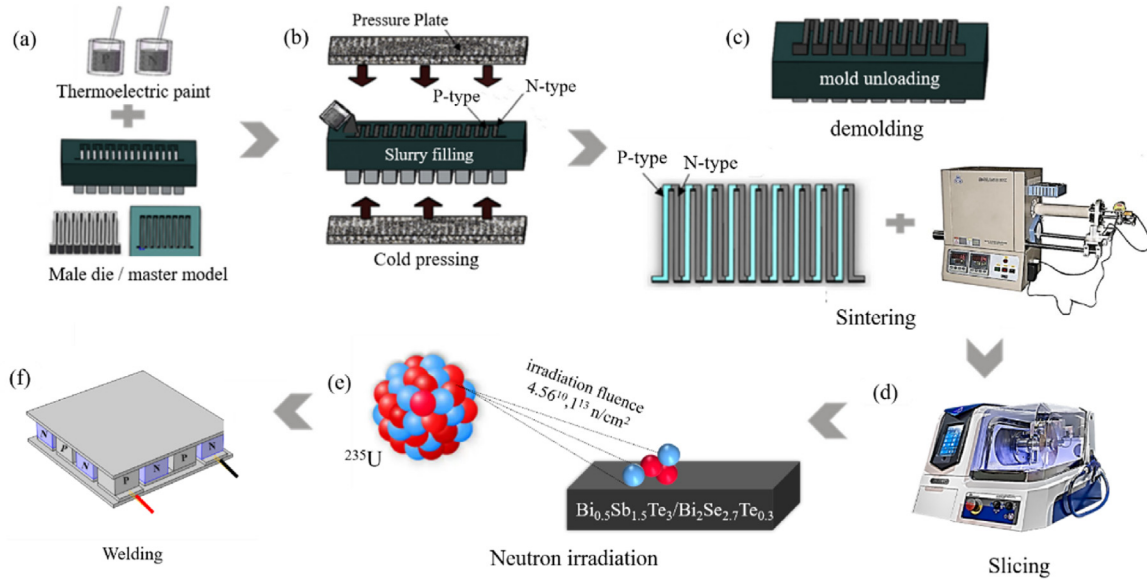 (a)
P N
Thermoelectric paint
Male die / master model
(b)
Pressure Plate
P-type
N-type
Slurry filling
Cold pressing
(c)
mold unloading
demolding
P-type
N-type
Sintering
(d)
Slicing
(e)
irradiation fluence
4.56¹⁰,1¹³ n/cm²
²³⁵U
Bi₀.₅Sb₁.₅Te₃/Bi₂Se₂.₇Te₀.₃
Neutron irradiation
(f)
N P N P N P N
Welding